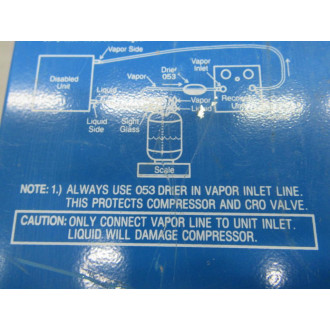 Vapor Side
Drier
053
Vapor
Inlet
Disabled
Unit
Vapor
Liquid
Vapor
Liquid
Liquid
Side
Sight
Glass
Unit
Scale
NOTE: 1.) ALWAYS USE 053 DRIER IN VAPOR INLET LINE.
THIS PROTECTS COMPRESSOR AND CRO VALVE.
CAUTION: ONLY CONNECT VAPOR LINE TO UNIT INLET.
LIQUID WILL DAMAGE COMPRESSOR.